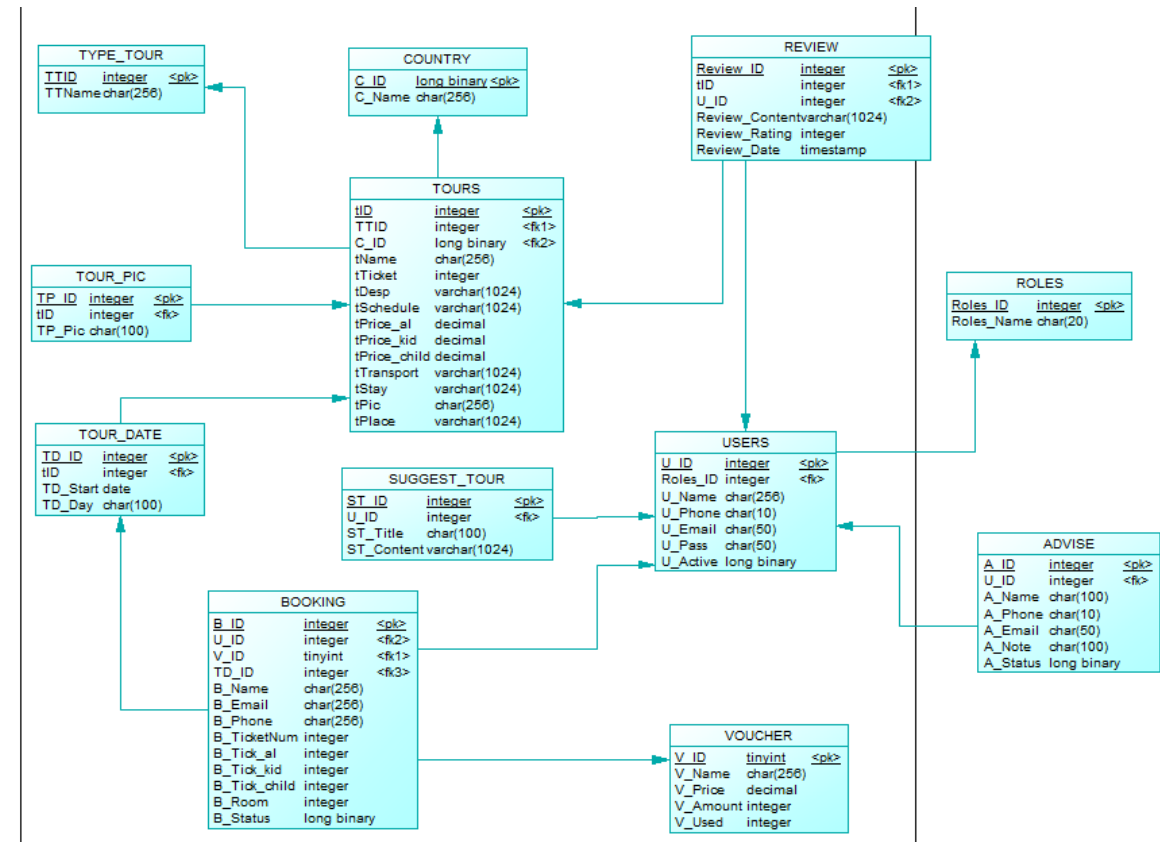 TYPE_TOUR
TTID integer <pk>
TTName char(256)
COUNTRY
C_ID long binary <pk>
C_Name char(256)
REVIEW
Review_ID integer <pk>
tID integer <fk1>
U_ID integer <fk2>
Review_Content varchar(1024)
Review_Rating integer
Review_Date timestamp
TOURS
tID integer <pk>
TTID integer <fk1>
C_ID long binary <fk2>
tName char(256)
tTicket integer
tDesp varchar(1024)
tSchedule varchar(1024)
tPrice_al decimal
tPrice_kid decimal
tPrice_child decimal
tTransport varchar(1024)
tStay varchar(1024)
tPic char(256)
tPlace varchar(1024)
TOUR_PIC
TP_ID integer <pk>
tID integer <fk>
TP_Pic char(100)
ROLES
Roles_ID integer <pk>
Roles_Name char(20)
TOUR_DATE
TD_ID integer <pk>
tID integer <fk>
TD_Start date
TD_Day char(100)
SUGGEST_TOUR
ST_ID integer <pk>
U_ID integer <fk>
ST_Title char(100)
ST_Content varchar(1024)
USERS
U_ID integer <pk>
Roles_ID integer <fk>
U_Name char(256)
U_Phone char(10)
U_Email char(50)
U_Pass char(50)
U_Active long binary
ADVISE
A_ID integer <pk>
U_ID integer <fk>
A_Name char(100)
A_Phone char(10)
A_Email char(50)
A_Note char(100)
A_Status long binary
BOOKING
B_ID integer <pk>
U_ID integer <fk2>
V_ID tinyint <fk1>
TD_ID integer <fk3>
B_Name char(256)
B_Email char(256)
B_Phone char(256)
B_TicketNum integer
B_Tick_al integer
B_Tick_kid integer
B_Tick_child integer
B_Room integer
B_Status long binary
VOUCHER
V_ID tinyint <pk>
V_Name char(256)
V_Price decimal
V_Amount integer
V_Used integer